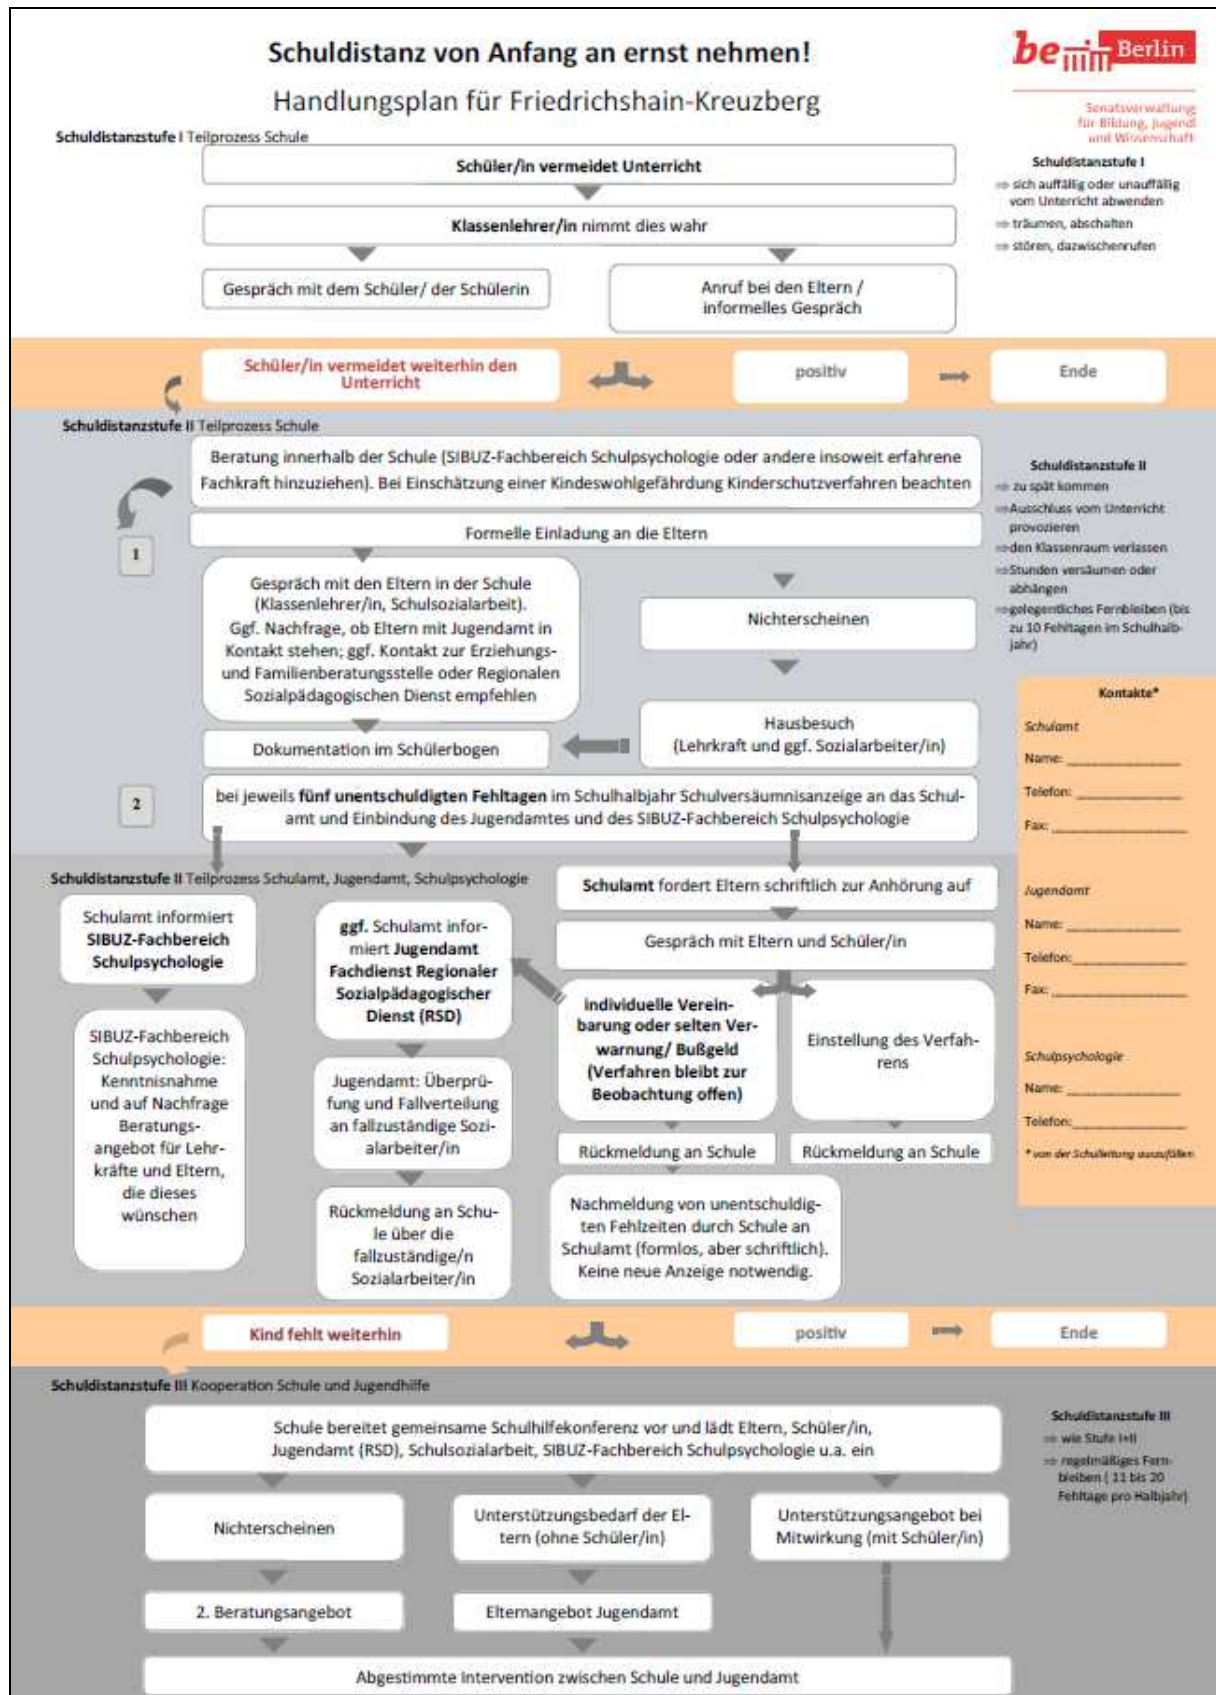 Schuldistanz von Anfang an ernst nehmen!
Handlungsplan für Friedrichshain-Kreuzberg
be Berlin
Senatsverwaltung
für Bildung, Jugend
und Wissenschaft
Schuldistanzstufe I Teilprozess Schule
Schüler/in vermeidet Unterricht
Klassenlehrer/in nimmt dies wahr
Gespräch mit dem Schüler/ der Schülerin
Anruf bei den Eltern /
informelles Gespräch
Schuldistanzstufe I
⇒ sich auffällig oder unauffällig
vom Unterricht abwenden
⇒ träumen, abschalten
⇒ stören, dazwischenrufen
Schüler/in vermeidet weiterhin den
Unterricht
positiv
Ende
Schuldistanzstufe II Teilprozess Schule
Beratung innerhalb der Schule (SIBUZ-Fachbereich Schulpsychologie oder andere insoweit erfahrene
Fachkraft hinzuziehen). Bei Einschätzung einer Kindeswohlgefährdung Kinderschutzverfahren beachten
Formelle Einladung an die Eltern
1
Gespräch mit den Eltern in der Schule
(Klassenlehrer/in, Schulsozialarbeit).
Ggf. Nachfrage, ob Eltern mit Jugendamt in
Kontakt stehen; ggf. Kontakt zur Erziehungs-
und Familienberatungsstelle oder Regionalen
Sozialpädagogischen Dienst empfehlen
Nichterscheinen
Hausbesuch
(Lehrkraft und ggf. Sozialarbeiter/in)
Dokumentation im Schülerbogen
2
bei jeweils fünf unentschuldigten Fehltagen im Schulhalbjahr Schulversäumnisanzeige an das Schul-
amt und Einbindung des Jugendamtes und des SIBUZ-Fachbereich Schulpsychologie
Schuldistanzstufe II
⇒ zu spät kommen
⇒ Ausschluss vom Unterricht
provozieren
⇒ den Klassenraum verlassen
⇒ Stunden versäumen oder
abhängen
⇒ gelegentliches Fernbleiben (bis
zu 10 Fehltagen im Schulhalb-
jahr)
Kontakte*
Schulamt
Name:
Telefon:
Fax:
Jugendamt
Name:
Telefon:
Fax:
Schulpsychologie
Name:
Telefon:
* von der Schulleitung auszufüllen
Schuldistanzstufe II Teilprozess Schulamt, Jugendamt, Schulpsychologie
Schulamt informiert
SIBUZ-Fachbereich
Schulpsychologie
SIBUZ-Fachbereich
Schulpsychologie:
Kenntnisnahme
und auf Nachfrage
Beratungs-
angebot für Lehr-
kräfte und Eltern,
die dieses
wünschen
ggf. Schulamt infor-
miert Jugendamt
Fachdienst Regionaler
Sozialpädagogischer
Dienst (RSD)
Jugendamt: Überprü-
fung und Fallverteilung
an fallzuständige Sozi-
alarbeiter/in
Rückmeldung an Schu-
le über die
fallzuständige/n
Sozialarbeiter/in
Schulamt fordert Eltern schriftlich zur Anhörung auf
Gespräch mit Eltern und Schüler/in
individuelle Verein-
barung oder selten Ver-
warnung/ Bußgeld
(Verfahren bleibt zur
Beobachtung offen)
Einstellung des Verfah-
rens
Rückmeldung an Schule
Rückmeldung an Schule
Nachmeldung von unentschuldig-
ten Fehlzeiten durch Schule an
Schulamt (formlos, aber schriftlich).
Keine neue Anzeige notwendig.
Kind fehlt weiterhin
positiv
Ende
Schuldistanzstufe III Kooperation Schule und Jugendhilfe
Schule bereitet gemeinsame Schulhilfekonferenz vor und lädt Eltern, Schüler/in,
Jugendamt (RSD), Schulsozialarbeit, SIBUZ-Fachbereich Schulpsychologie u.a. ein
Nichterscheinen
Unterstützungsbedarf der El-
tern (ohne Schüler/in)
Unterstützungsangebot bei
Mitwirkung (mit Schüler/in)
2. Beratungsangebot
Elternangebot Jugendamt
Abgestimmte Intervention zwischen Schule und Jugendamt
Schuldistanzstufe III
⇒ wie Stufe I+II
⇒ regelmäßiges Fern-
bleiben ( 11 bis 20
Fehltage pro Halbjahr)